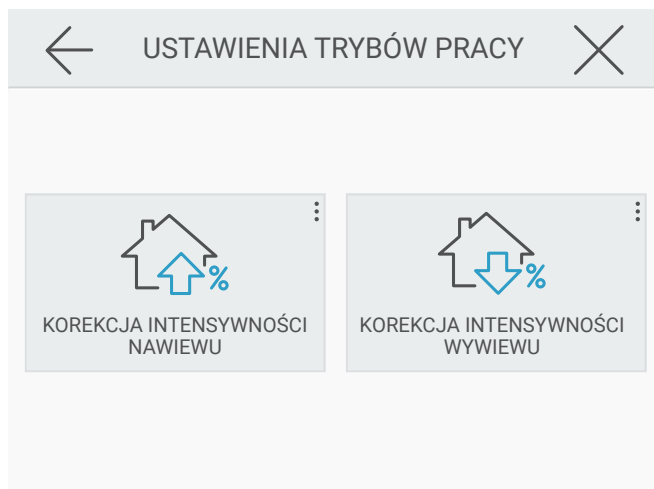 USTAWIENIA TRYBÓW PRACY
%
KOREKCJA INTENSYWNOŚCI
NAWIEWU
%
KOREKCJA INTENSYWNOŚCI
WYWIEWU